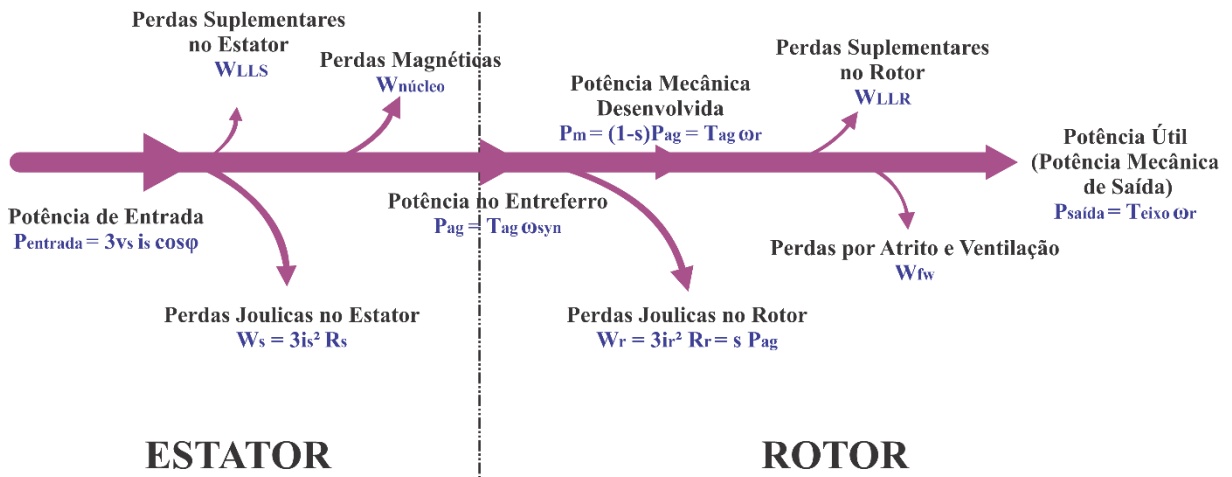 Perdas Suplementares
no Estator
WLLS
Perdas Magnéticas
Wnúcleo
Potência Mecânica
Desenvolvida
Pm = (1-s)Pag = Tag ωr
Perdas Suplementares
no Rotor
WLLR
Potência Útil
(Potência Mecânica
de Saída)
Psaída = Teixo ωr
Potência de Entrada
Pentrada = 3vs is cosφ
Potência no Entreferro
Pag = Tag ωsyn
Perdas por Atrito e Ventilação
Wfw
Perdas Joulicas no Estator
Ws = 3is² Rs
Perdas Joulicas no Rotor
Wr = 3ir² Rr = s Pag
ESTATOR
ROTOR